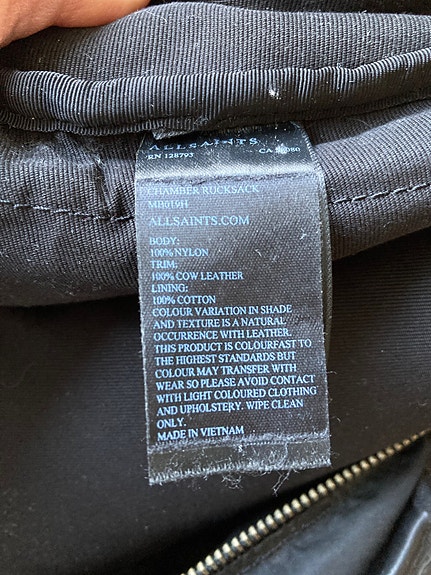 ALLSAINTS
RN 128793
CHAMBER RUCKSACK
MB019H
ALLSAINTS.COM
BODY:
100% NYLON
TRIM:
100% COW LEATHER
LINING:
100% COTTON
COLOUR VARIATION IN SHADE
AND TEXTURE IS A NATURAL
OCCURRENCE WITH LEATHER.
THIS PRODUCT IS COLOURFAST TO
THE HIGHEST STANDARDS BUT
COLOUR MAY TRANSFER WITH
WEAR SO PLEASE AVOID CONTACT
WITH LIGHT COLOURED CLOTHING
AND UPHOLSTERY. WIPE CLEAN
ONLY.
MADE IN VIETNAM